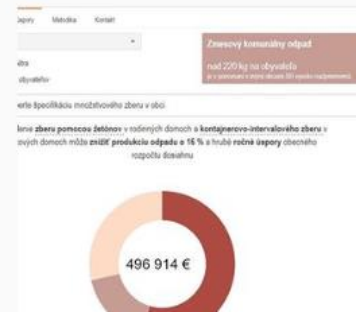 Úspory Metodika Kontakt
Zmesový komunálny odpad
nad 220 kg na obyvateľa
obyvateľov
špecifikáciu množstvového zberu v obci
zberu pomocou žetónov v rodinných domoch a kontajnerovo-intervalového zberu v
domoch môže znížiť produkciu odpadu o 16 % a hrubé ročné úspory obecného
rozpočtu dosiahnu
496 914 €